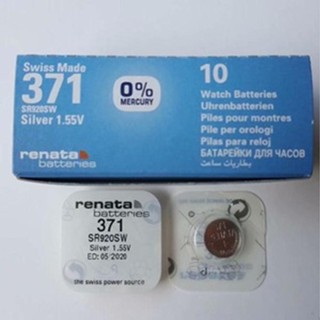 Swiss Made
371
SR920SW
Silver 1.55V
0%
MERCURY
10
Watch Batteries
Uhrenbatterien
Piles pour montres
Pile per orologi
Pilas para reloj
БАТАРЕЙКИ ДЛЯ ЧАСОВ
بطاريات ساعت
renata
batteries
renata
batteries
371
SR920SW
Silver 1.55V
ED: 05/2020
the swiss power source